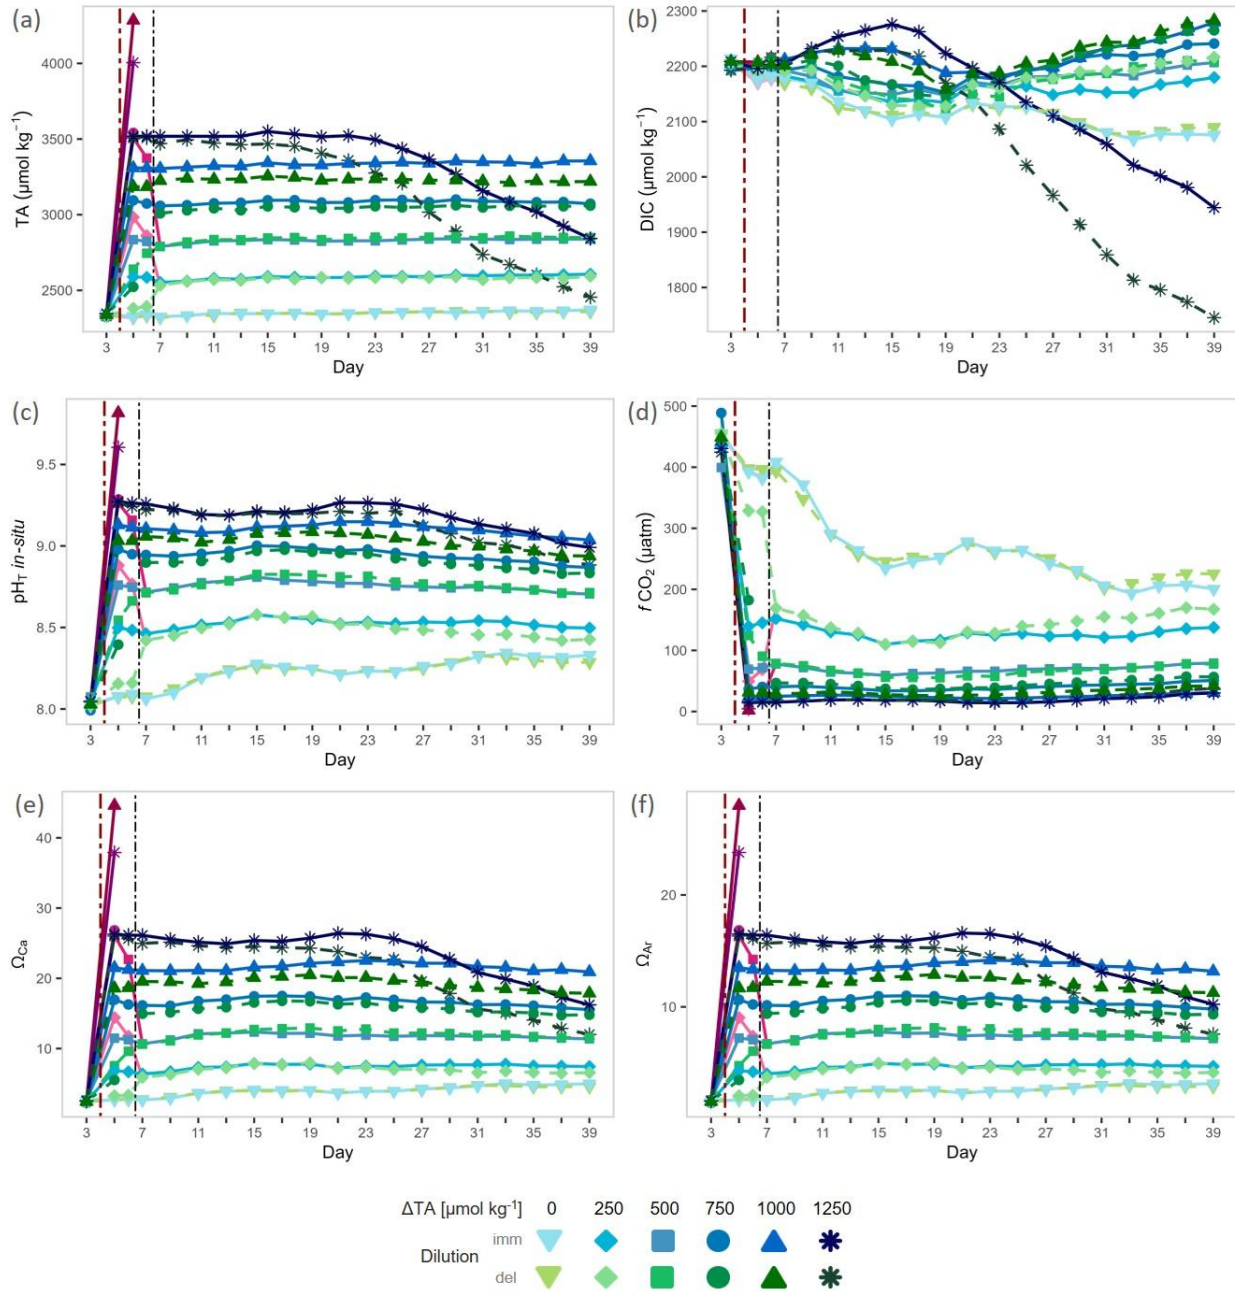 (a)
TA (μmol kg⁻¹)
4000
3500
3000
2500
3 7 11 15 19 23 27 31 35 39
Day
(b)
DIC (μmol kg⁻¹)
2300
2200
2100
2000
1900
1800
3 7 11 15 19 23 27 31 35 39
Day
(c)
pH_T in-situ
9.5
9.0
8.5
8.0
3 7 11 15 19 23 27 31 35 39
Day
(d)
f CO₂ (μatm)
500
400
300
200
100
0
3 7 11 15 19 23 27 31 35 39
Day
(e)
Ω_Ca
40
30
20
10
3 7 11 15 19 23 27 31 35 39
Day
(f)
Ω_Ar
20
10
3 7 11 15 19 23 27 31 35 39
Day
ΔTA [μmol kg⁻¹] 0 250 500 750 1000 1250
Dilution
imm
del